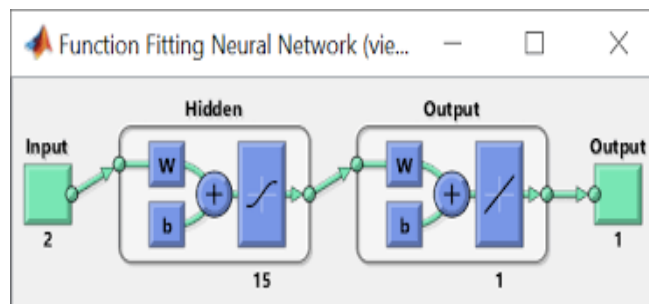 Function Fitting Neural Network (vie...
Hidden
Output
Input
Output
W
b
+
W
b
+
2
15
1
1